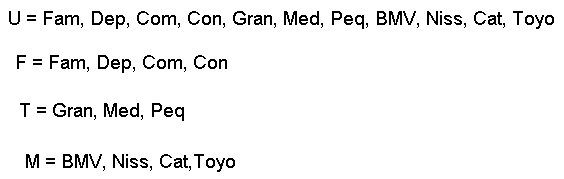 U = Fam, Dep, Com, Con, Gran, Med, Peq, BMV, Niss, Cat, Toyo
F = Fam, Dep, Com, Con
T = Gran, Med, Peq
M = BMV, Niss, Cat,Toyo